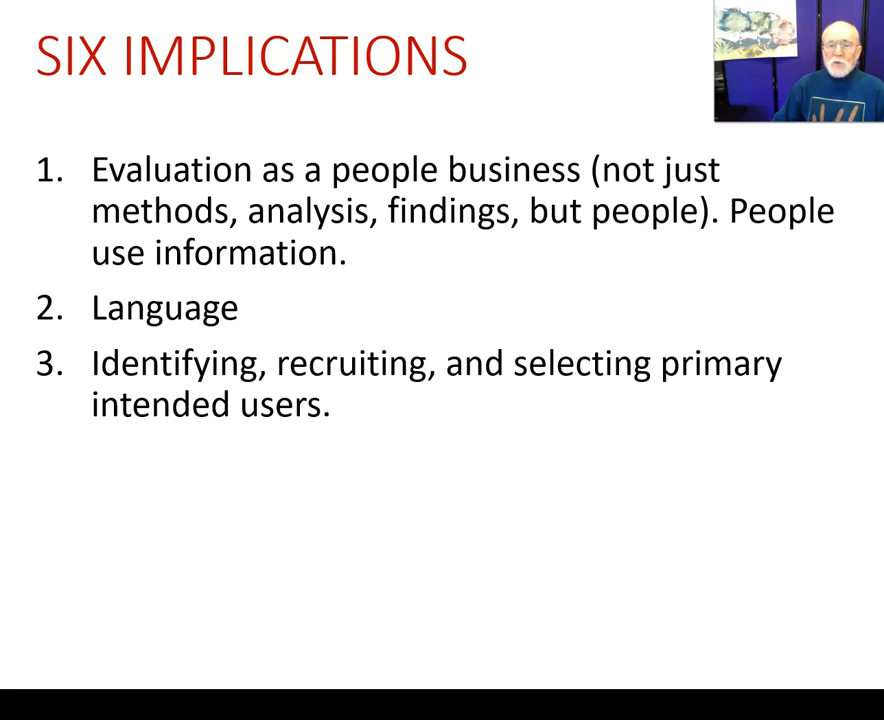 SIX IMPLICATIONS
1. Evaluation as a people business (not just
methods, analysis, findings, but people). People
use information.
2. Language
3. Identifying, recruiting, and selecting primary
intended users.